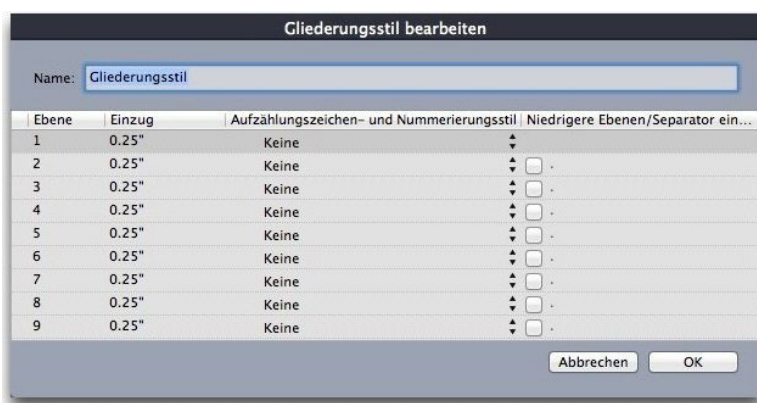 Gliederungsstil bearbeiten
Name: Gliederungsstil
Ebene Einzug Aufzählungszeichen- und Nummerierungsstil Niedrigere Ebenen/Separator ein...
1 0.25" Keine
2 0.25" Keine .
3 0.25" Keine .
4 0.25" Keine .
5 0.25" Keine .
6 0.25" Keine .
7 0.25" Keine .
8 0.25" Keine .
9 0.25" Keine .
Abbrechen OK